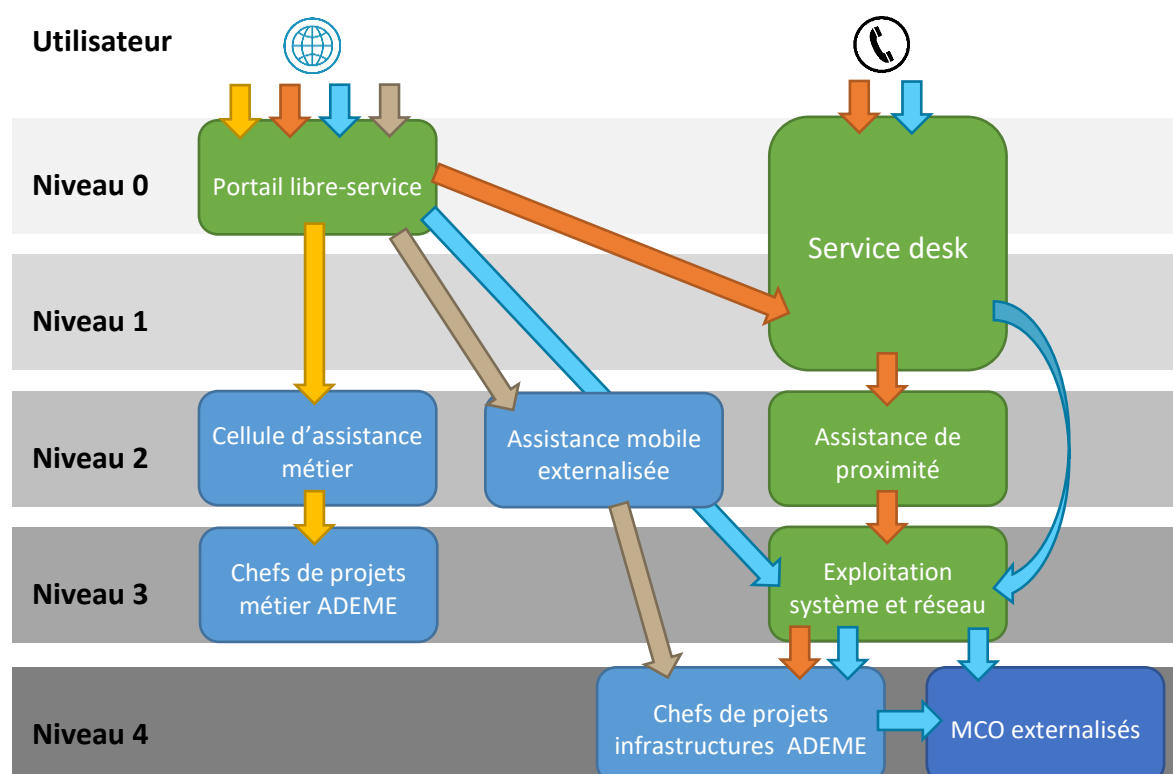 Utilisateur
Niveau 0
Portail libre-service
Service desk
Niveau 1
Niveau 2
Cellule d’assistance
métier
Assistance mobile
externalisée
Assistance de
proximité
Niveau 3
Chefs de projets
métier ADEME
Exploitation
système et réseau
Niveau 4
Chefs de projets
infrastructures  ADEME
MCO externalisés